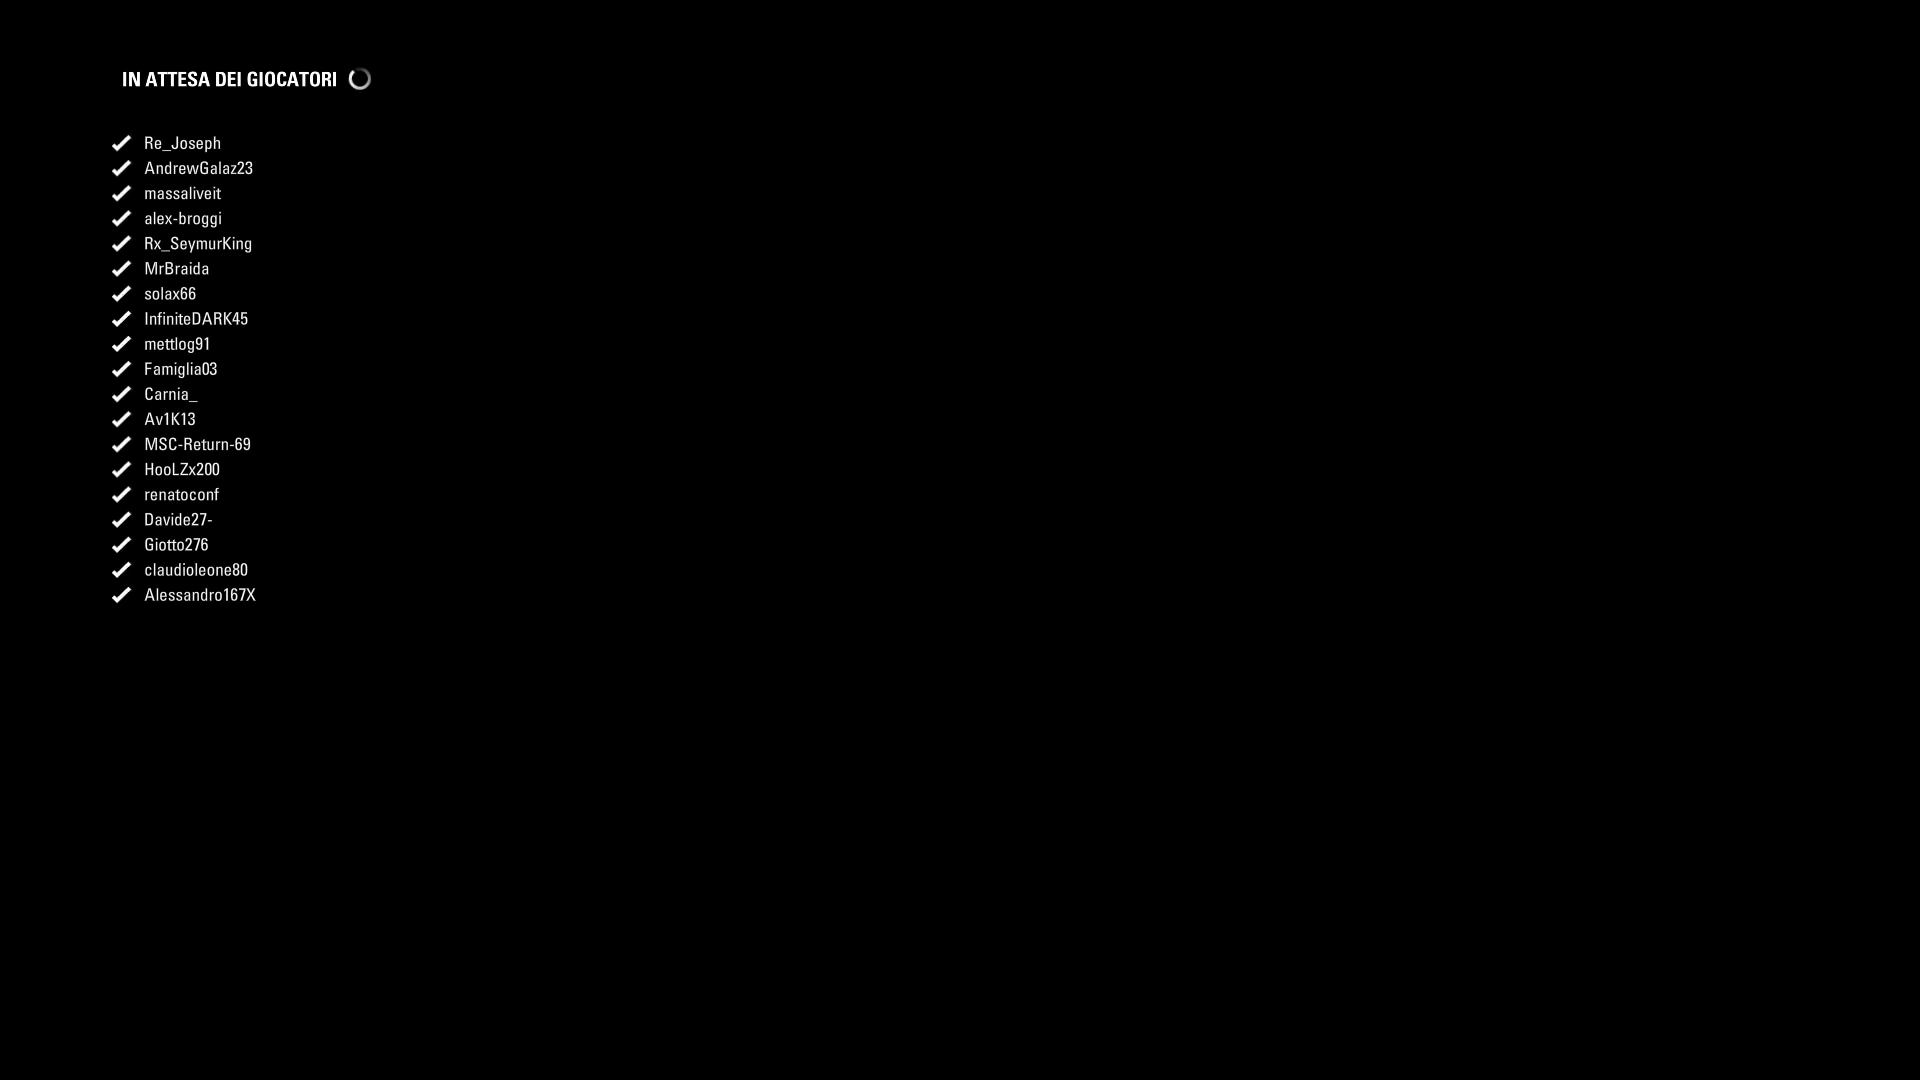 IN ATTESA DEI GIOCATORI
Re_Joseph
AndrewGalaz23
massaliveit
alex-broggi
Rx_SeymurKing
MrBraida
solax66
InfiniteDARK45
mettlog91
Famiglia03
Carnia_
Av1K13
MSC-Return-69
HooLZx200
renatoconf
Davide27-
Giotto276
claudioleone80
Alessandro167X